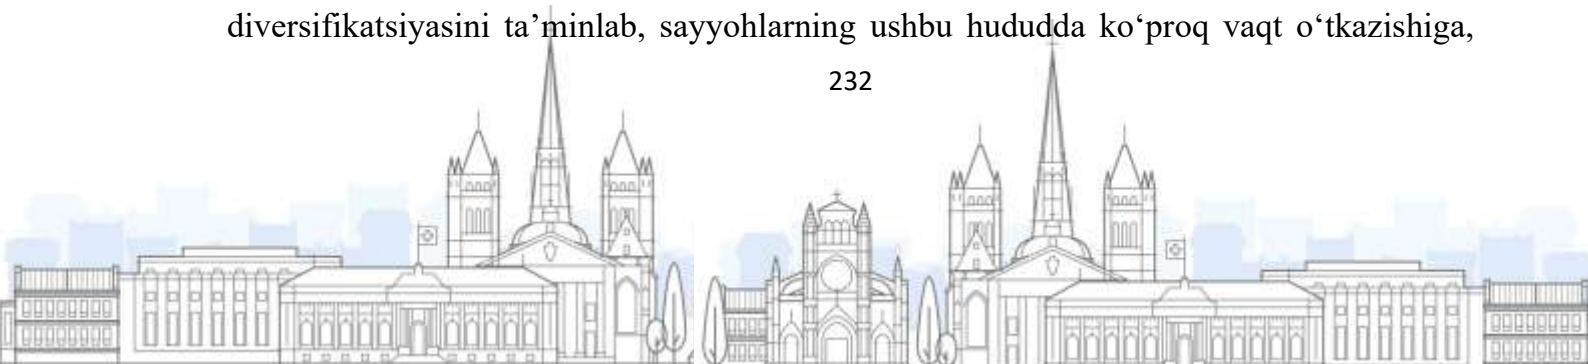 diversifikatsiyasini ta’minlab, sayyohlarning ushbu hududda ko‘proq vaqt o‘tkazishiga,
232